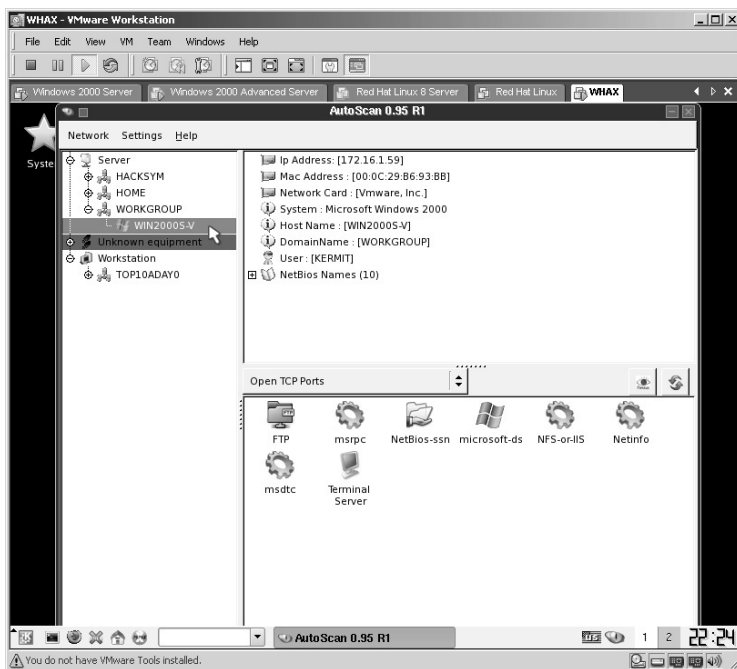 WHAX - VMware Workstation
File Edit View VM Team Windows Help
Windows 2000 Server Windows 2000 Advanced Server Red Hat Linux 8 Server Red Hat Linux WHAX
AutoScan 0.95 R1
Network Settings Help
Syste
Server
HACKSYM
HOME
WORKGROUP
WIN2000S-V
Unknown equipment
Workstation
TOP10ADAY0
Ip Address: [172.16.1.59]
Mac Address : [00:0C:29:B6:93:BB]
Network Card : [Vmware, Inc.]
System : Microsoft Windows 2000
Host Name : [WIN2000S-V]
DomainName : [WORKGROUP]
User : [KERMIT]
NetBios Names (10)
Open TCP Ports
FTP msrpc NetBios-ssn microsoft-ds NFS-or-IIS Netinfo
msdtc Terminal Server
AutoScan 0.95 R1
1 2 22:24
You do not have VMware Tools installed.